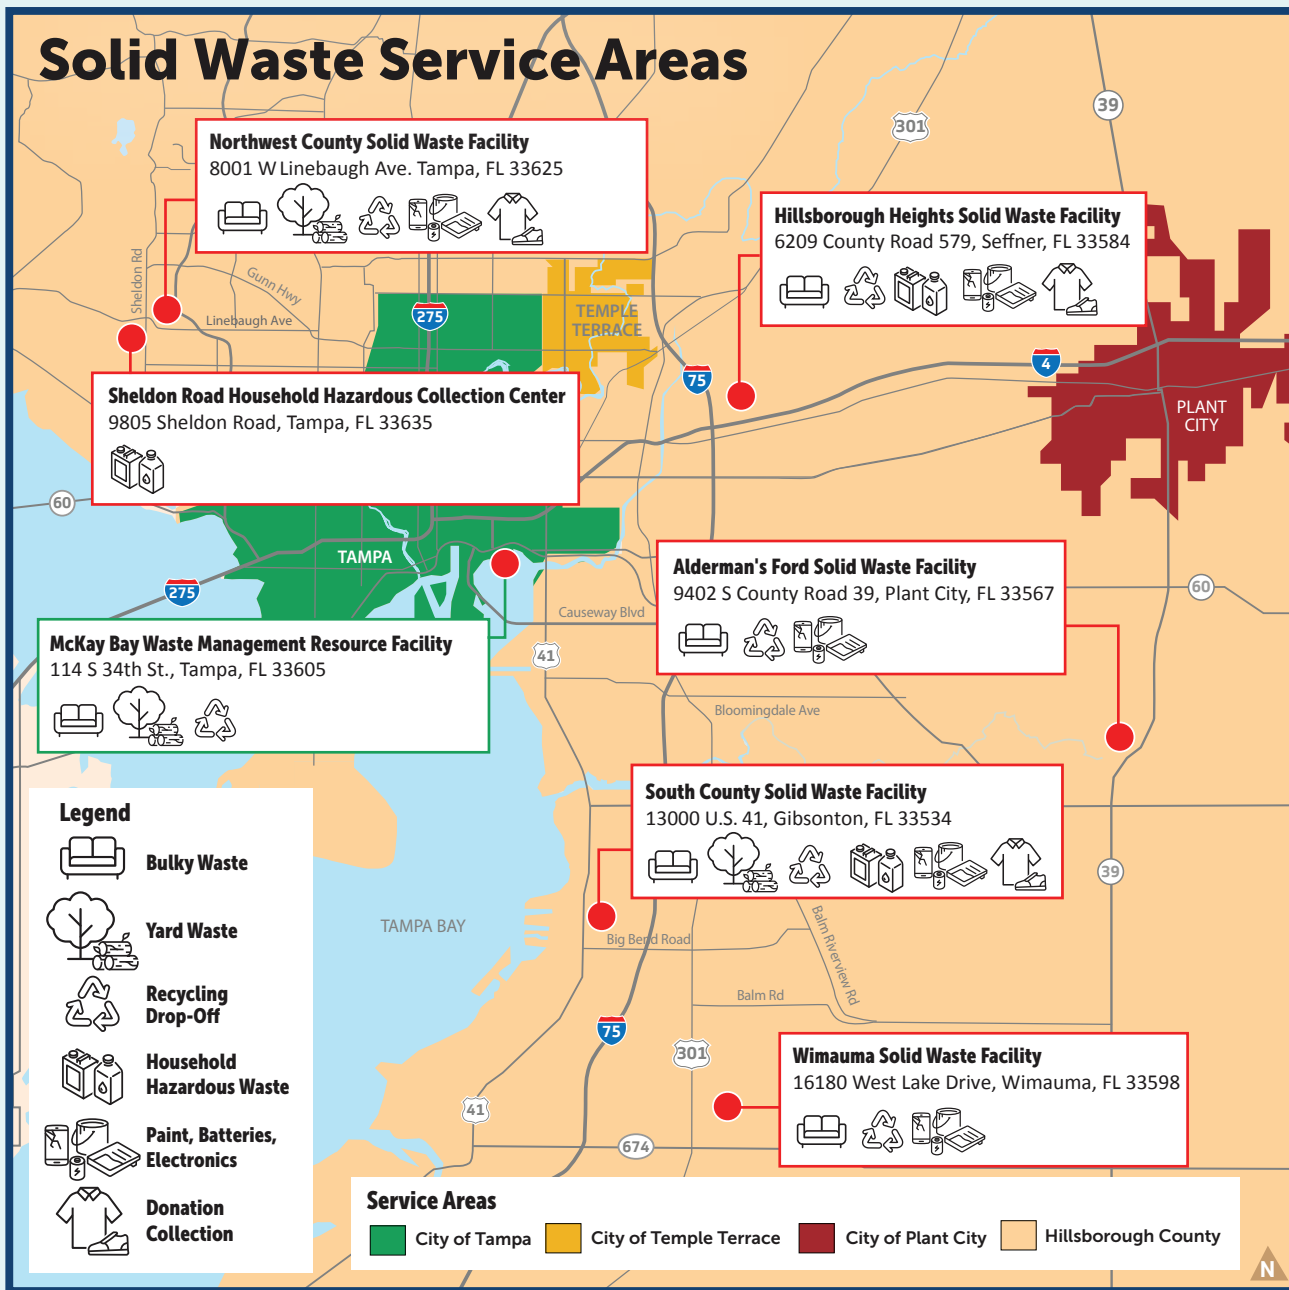 Solid Waste Service Areas
39
301
Northwest County Solid Waste Facility
8001 W Linebaugh Ave. Tampa, FL 33625
Hillsborough Heights Solid Waste Facility
6209 County Road 579, Seffner, FL 33584
Sheldon Rd
Gunn Hwy
Linebaugh Ave
275
TEMPLE
TERRACE
75
4
PLANT
CITY
Sheldon Road Household Hazardous Collection Center
9805 Sheldon Road, Tampa, FL 33635
60
TAMPA
275
Alderman's Ford Solid Waste Facility
9402 S County Road 39, Plant City, FL 33567
60
Causeway Blvd
41
McKay Bay Waste Management Resource Facility
114 S 34th St., Tampa, FL 33605
Bloomingdale Ave
South County Solid Waste Facility
13000 U.S. 41, Gibsonton, FL 33534
39
TAMPA BAY
Big Bend Road
Balm Riverview Rd
Balm Rd
75
301
41
674
Wimauma Solid Waste Facility
16180 West Lake Drive, Wimauma, FL 33598
Legend
Bulky Waste
Yard Waste
Recycling
Drop-Off
Household
Hazardous Waste
Paint, Batteries,
Electronics
Donation
Collection
Service Areas
City of Tampa
City of Temple Terrace
City of Plant City
Hillsborough County
N